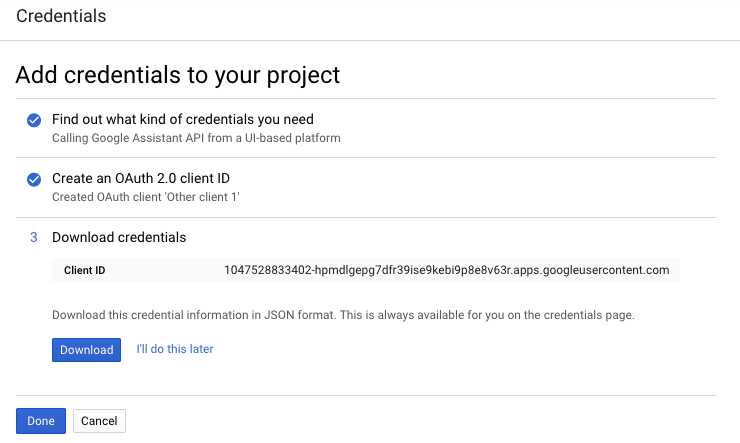 Credentials
Add credentials to your project
Find out what kind of credentials you need
Calling Google Assistant API from a UI-based platform
Create an OAuth 2.0 client ID
Created OAuth client 'Other client 1'
3 Download credentials
Client ID 1047528833402-hpmdlgepg7dfr39ise9kebi9p8e8v63r.apps.googleusercontent.com
Download this credential information in JSON format. This is always available for you on the credentials page.
Download I'll do this later
Done Cancel